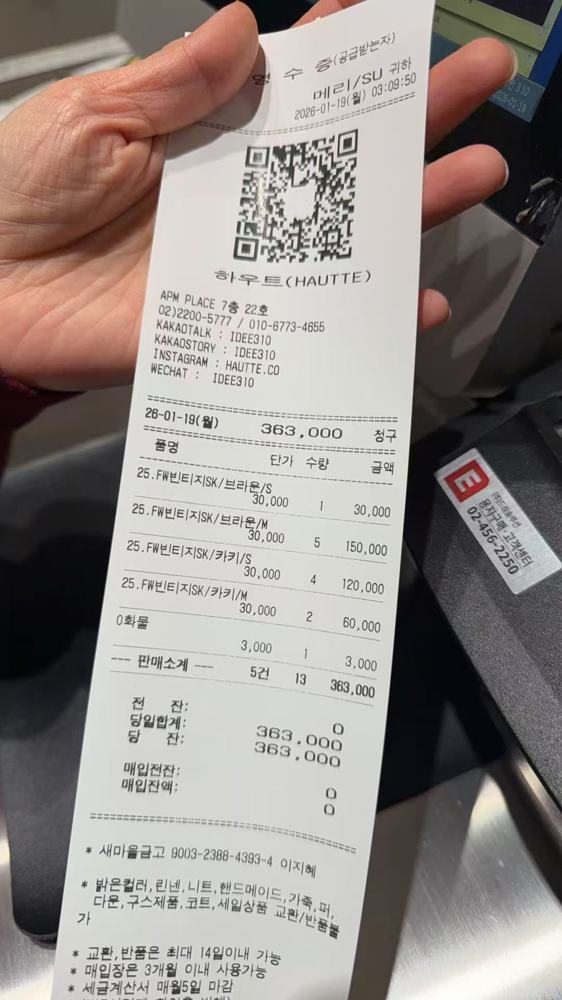 영 수 증(공급받는자)
메리/SU 귀하
2026-01-19(월) 03:09:50
하우트(HAUTTE)
APM PLACE 7층 22호
02)2200-5777 / 010-6773-4655
KAKAOTALK : IDEE310
KAKAOSTORY : IDEE310
INSTAGRAM : HAUTTE.CO
WECHAT : IDEE310
26-01-19(월) 363,000 청구
품명 단가 수량 금액
25.FW빈티지SK/브라운/S
30,000 1 30,000
25.FW빈티지SK/브라운/M
30,000 5 150,000
25.FW빈티지SK/카키/S
30,000 4 120,000
25.FW빈티지SK/카키/M
30,000 2 60,000
0화물
3,000 1 3,000
--- 판매소계 --- 5건 13 363,000
전 잔: 0
당일합계: 363,000
당 잔: 363,000
매입전잔: 0
매입잔액: 0
* 새마을금고 9003-2388-4393-4 이지혜
* 밝은컬러,린넨,니트,핸드메이드,가죽,퍼,
다운,구스제품,코트,세일상품 교환/반품불
가
* 교환,반품은 최대 14일이내 가능
* 매입장은 3개월 이내 사용가능
* 세금계산서 매월5일 마감
E
용지구매 고객센터
02-456-2250